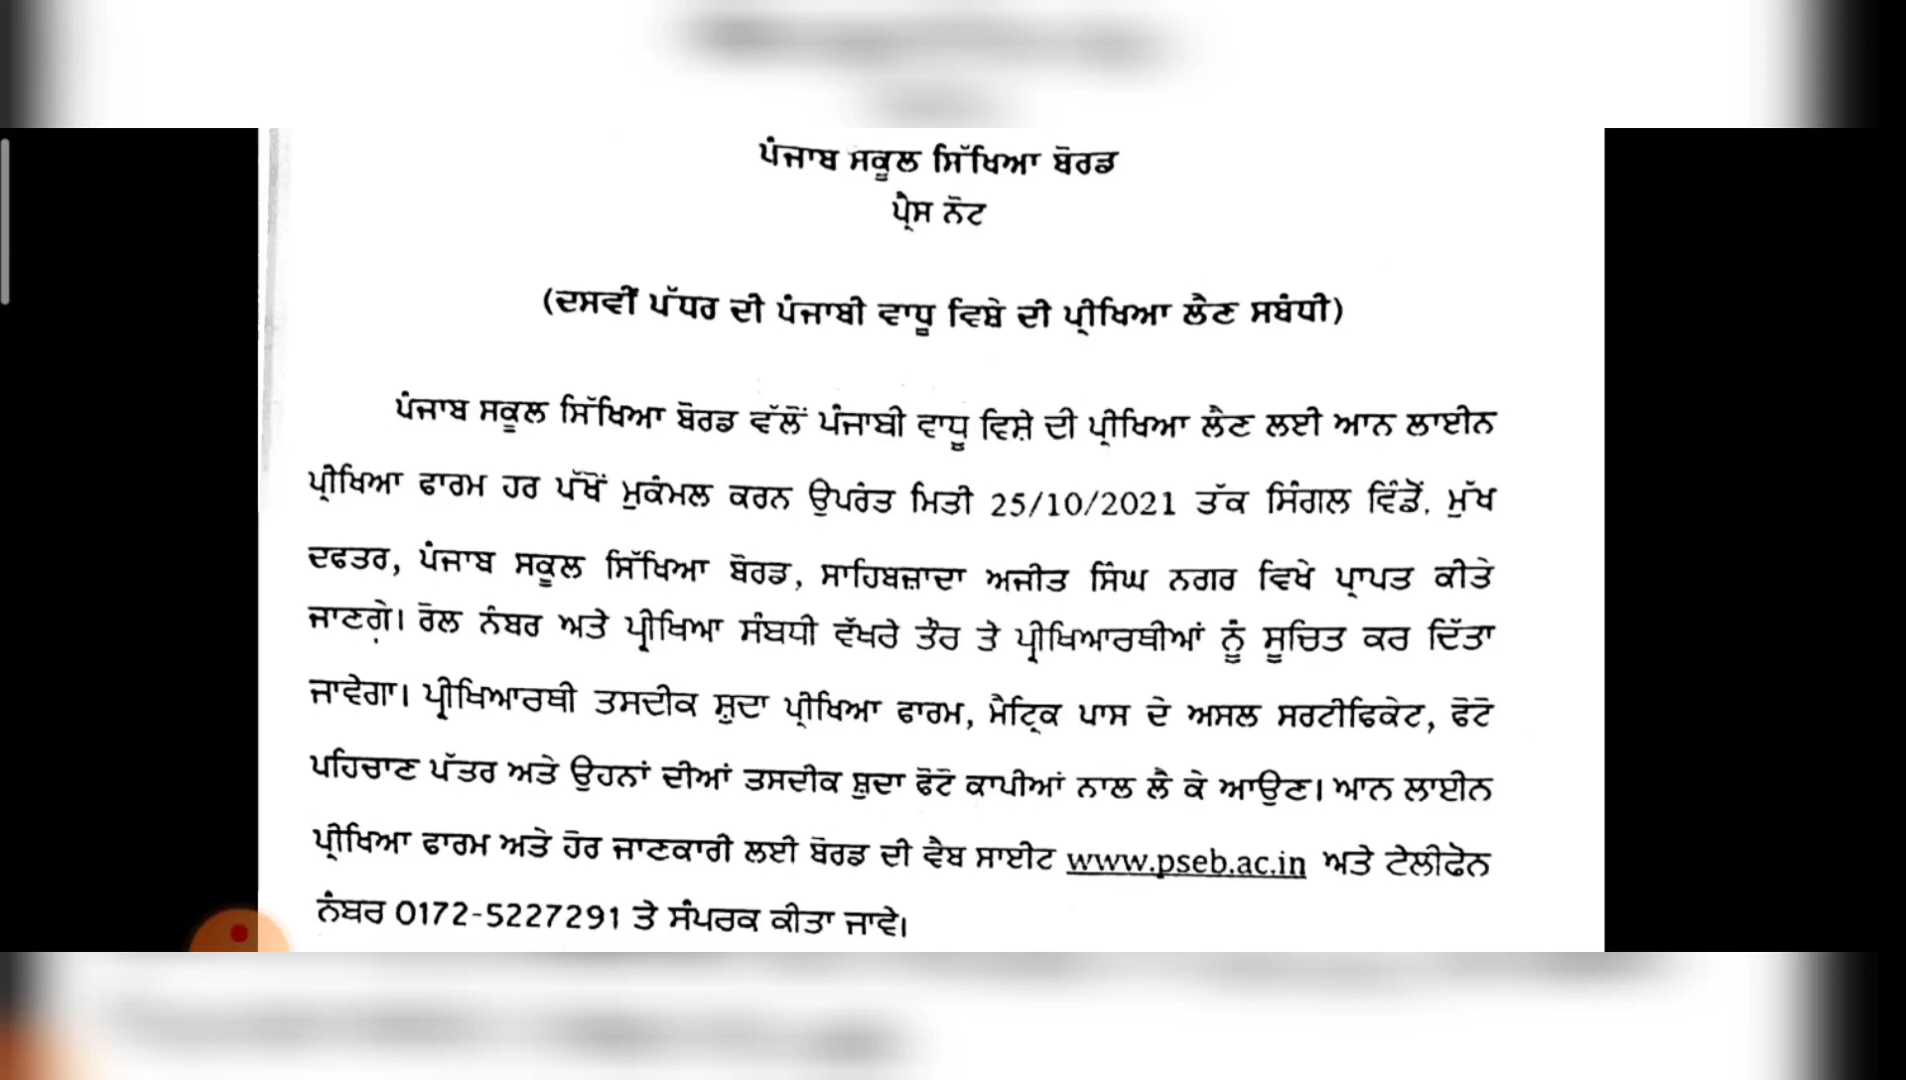 ਪੰਜਾਬ ਸਕੂਲ ਸਿੱਖਿਆ ਬੋਰਡ
ਪ੍ਰੈਸ ਨੋਟ
(ਦਸਵੀਂ ਪੱਧਰ ਦੀ ਪੰਜਾਬੀ ਵਾਧੂ ਵਿਸ਼ੇ ਦੀ ਪ੍ਰੀਖਿਆ ਲੈਣ ਸਬੰਧੀ)
ਪੰਜਾਬ ਸਕੂਲ ਸਿੱਖਿਆ ਬੋਰਡ ਵੱਲੋਂ ਪੰਜਾਬੀ ਵਾਧੂ ਵਿਸ਼ੇ ਦੀ ਪ੍ਰੀਖਿਆ ਲੈਣ ਲਈ ਆਨ ਲਾਈਨ
ਪ੍ਰੀਖਿਆ ਫਾਰਮ ਹਰ ਪੱਖੋਂ ਮੁਕੰਮਲ ਕਰਨ ਉਪਰੰਤ ਮਿਤੀ 25/10/2021 ਤੱਕ ਸਿੰਗਲ ਵਿੰਡੋਂ, ਮੁੱਖ
ਦਫਤਰ, ਪੰਜਾਬ ਸਕੂਲ ਸਿੱਖਿਆ ਬੋਰਡ, ਸਾਹਿਬਜ਼ਾਦਾ ਅਜੀਤ ਸਿੰਘ ਨਗਰ ਵਿਖੇ ਪ੍ਰਾਪਤ ਕੀਤੇ
ਜਾਣਗ਼ੇ। ਰੋਲ ਨੰਬਰ ਅਤੇ ਪ੍ਰੀਖਿਆ ਸੰਬਧੀ ਵੱਖਰੇ ਤੌਰ ਤੇ ਪ੍ਰੀਖਿਆਰਥੀਆਂ ਨੂੰ ਸੂਚਿਤ ਕਰ ਦਿੱਤਾ
ਜਾਵੇਗਾ। ਪ੍ਰੀਖਿਆਰਥੀ ਤਸਦੀਕ ਸ਼ੁਦਾ ਪ੍ਰੀਖਿਆ ਫਾਰਮ, ਮੈਟ੍ਰਿਕ ਪਾਸ ਦੇ ਅਸਲ ਸਰਟੀਫਿਕੇਟ, ਫੋਟੋ
ਪਹਿਚਾਣ ਪੱਤਰ ਅਤੇ ਉਹਨਾਂ ਦੀਆਂ ਤਸਦੀਕ ਸ਼ੁਦਾ ਫੋਟੋ ਕਾਪੀਆਂ ਨਾਲ ਲੈ ਕੇ ਆਉਣ। ਆਨ ਲਾਈਨ
ਪ੍ਰੀਖਿਆ ਫਾਰਮ ਅਤੇ ਹੋਰ ਜਾਣਕਾਰੀ ਲਈ ਬੋਰਡ ਦੀ ਵੈਬ ਸਾਈਟ www.pseb.ac.in ਅਤੇ ਟੇਲੀਫੋਨ
ਨੰਬਰ 0172-5227291 ਤੇ ਸੰਪਰਕ ਕੀਤਾ ਜਾਵੇ।